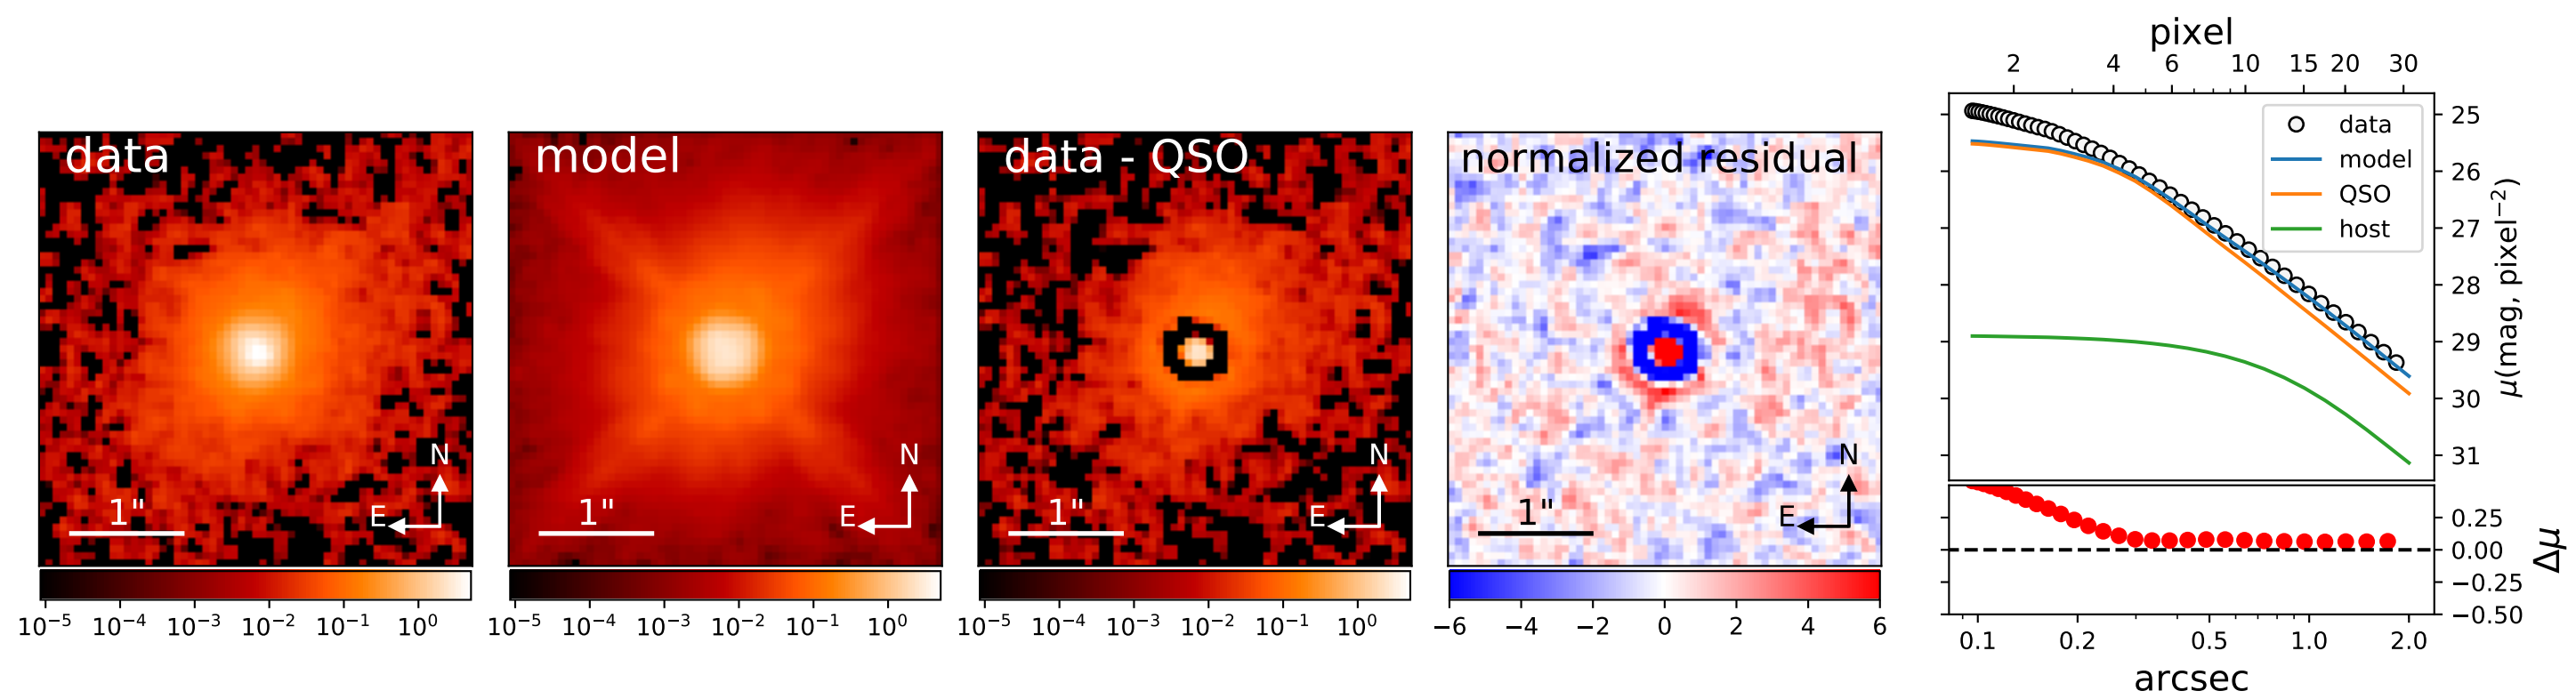 data
N
E
1"
10⁻⁵ 10⁻⁴ 10⁻³ 10⁻² 10⁻¹ 10⁰
model
N
E
1"
10⁻⁵ 10⁻⁴ 10⁻³ 10⁻² 10⁻¹ 10⁰
data - QSO
N
E
1"
10⁻⁵ 10⁻⁴ 10⁻³ 10⁻² 10⁻¹ 10⁰
normalized residual
N
E
1"
−6 −4 −2 0 2 4 6
pixel
2 4 6 10 15 20 30
data
model
QSO
host
25
26
27
28
29
30
31
μ(mag, pixel⁻²)
0.25
0.00
−0.25
−0.50
Δμ
0.1 0.2 0.5 1.0 2.0
arcsec